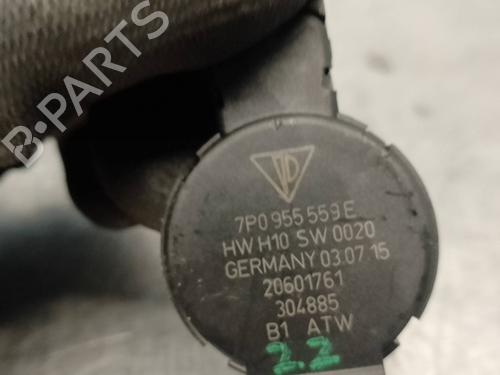 B-PARTS
7P0 955 559 E
HW H10 SW 0020
GERMANY 03.07.15
20601761
304885
B1 ATW
2.2